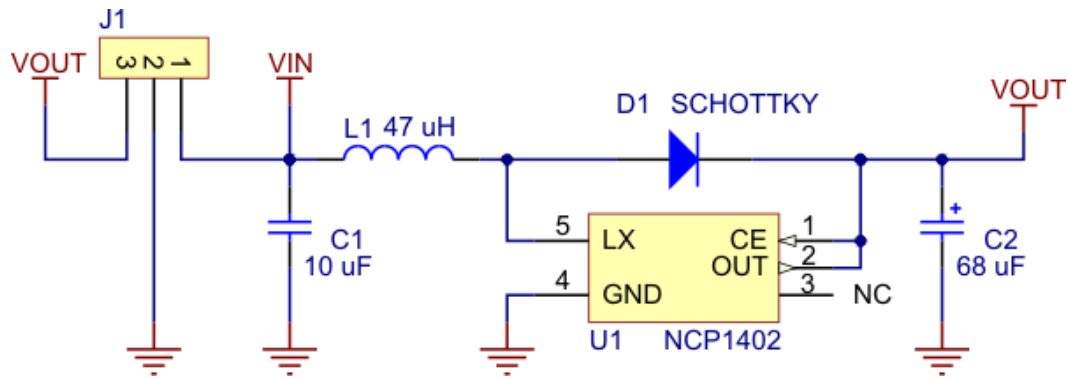 J1
VOUT
3 2 1
VIN
VOUT
D1 SCHOTTKY
L1 47 uH
C1
10 uF
5 LX
CE 1
OUT 2
4 GND
3 NC
U1 NCP1402
+
C2
68 uF